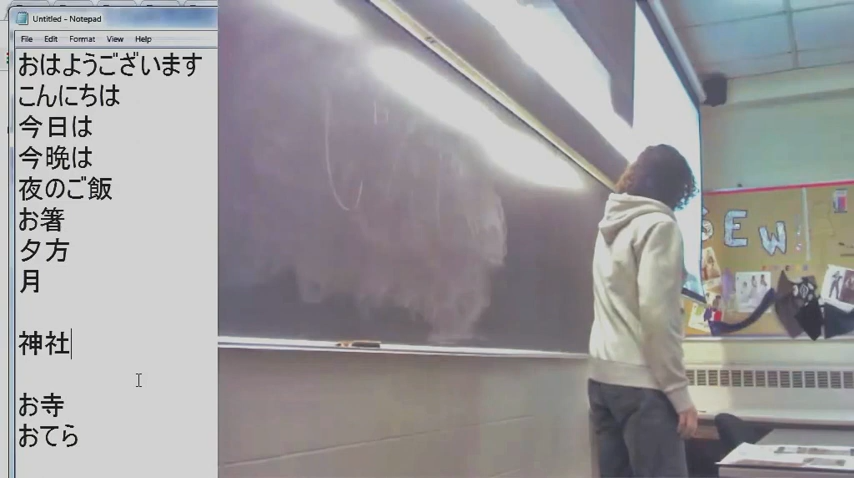 Untitled - Notepad
File Edit Format View Help
おはようございます
こんにちは
今日は
今晩は
夜のご飯
お箸
夕方
月
神社
お寺
おてら
SEW